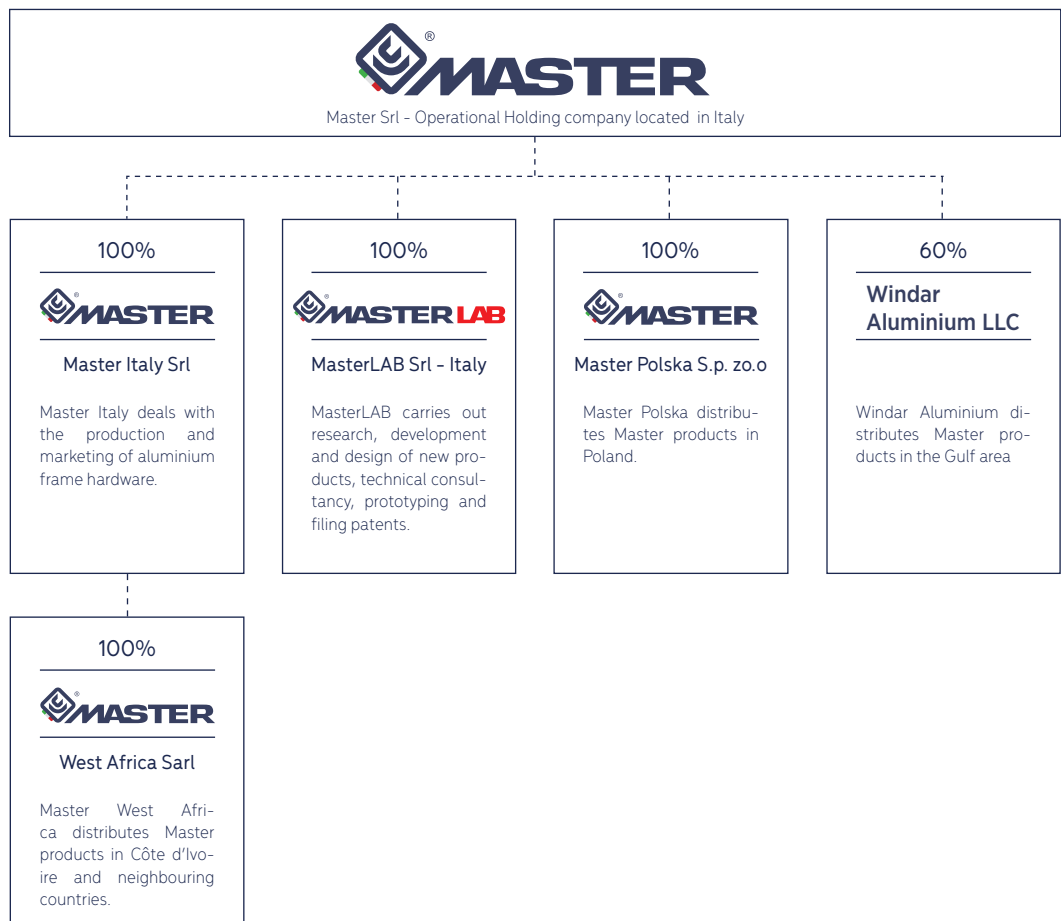 MASTER ®
Master Srl - Operational Holding company located in Italy
100%
MASTER ®
Master Italy Srl
Master Italy deals with
the production and
marketing of aluminium
frame hardware.
100%
MASTER LAB ®
MasterLAB Srl - Italy
MasterLAB carries out
research, development
and design of new pro-
ducts, technical consul-
tancy, prototyping and
filing patents.
100%
MASTER ®
Master Polska S.p. zo.o
Master Polska distribu-
tes Master products in
Poland.
60%
Windar
Aluminium LLC
Windar Aluminium di-
stributes Master pro-
ducts in the Gulf area
100%
MASTER ®
West Africa Sarl
Master West Afri-
ca distributes Master
products in Côte d'Ivo-
ire and neighbouring
countries.